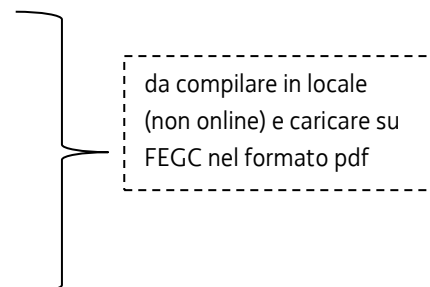 da compilare in locale
(non online) e caricare su
FEGC nel formato pdf